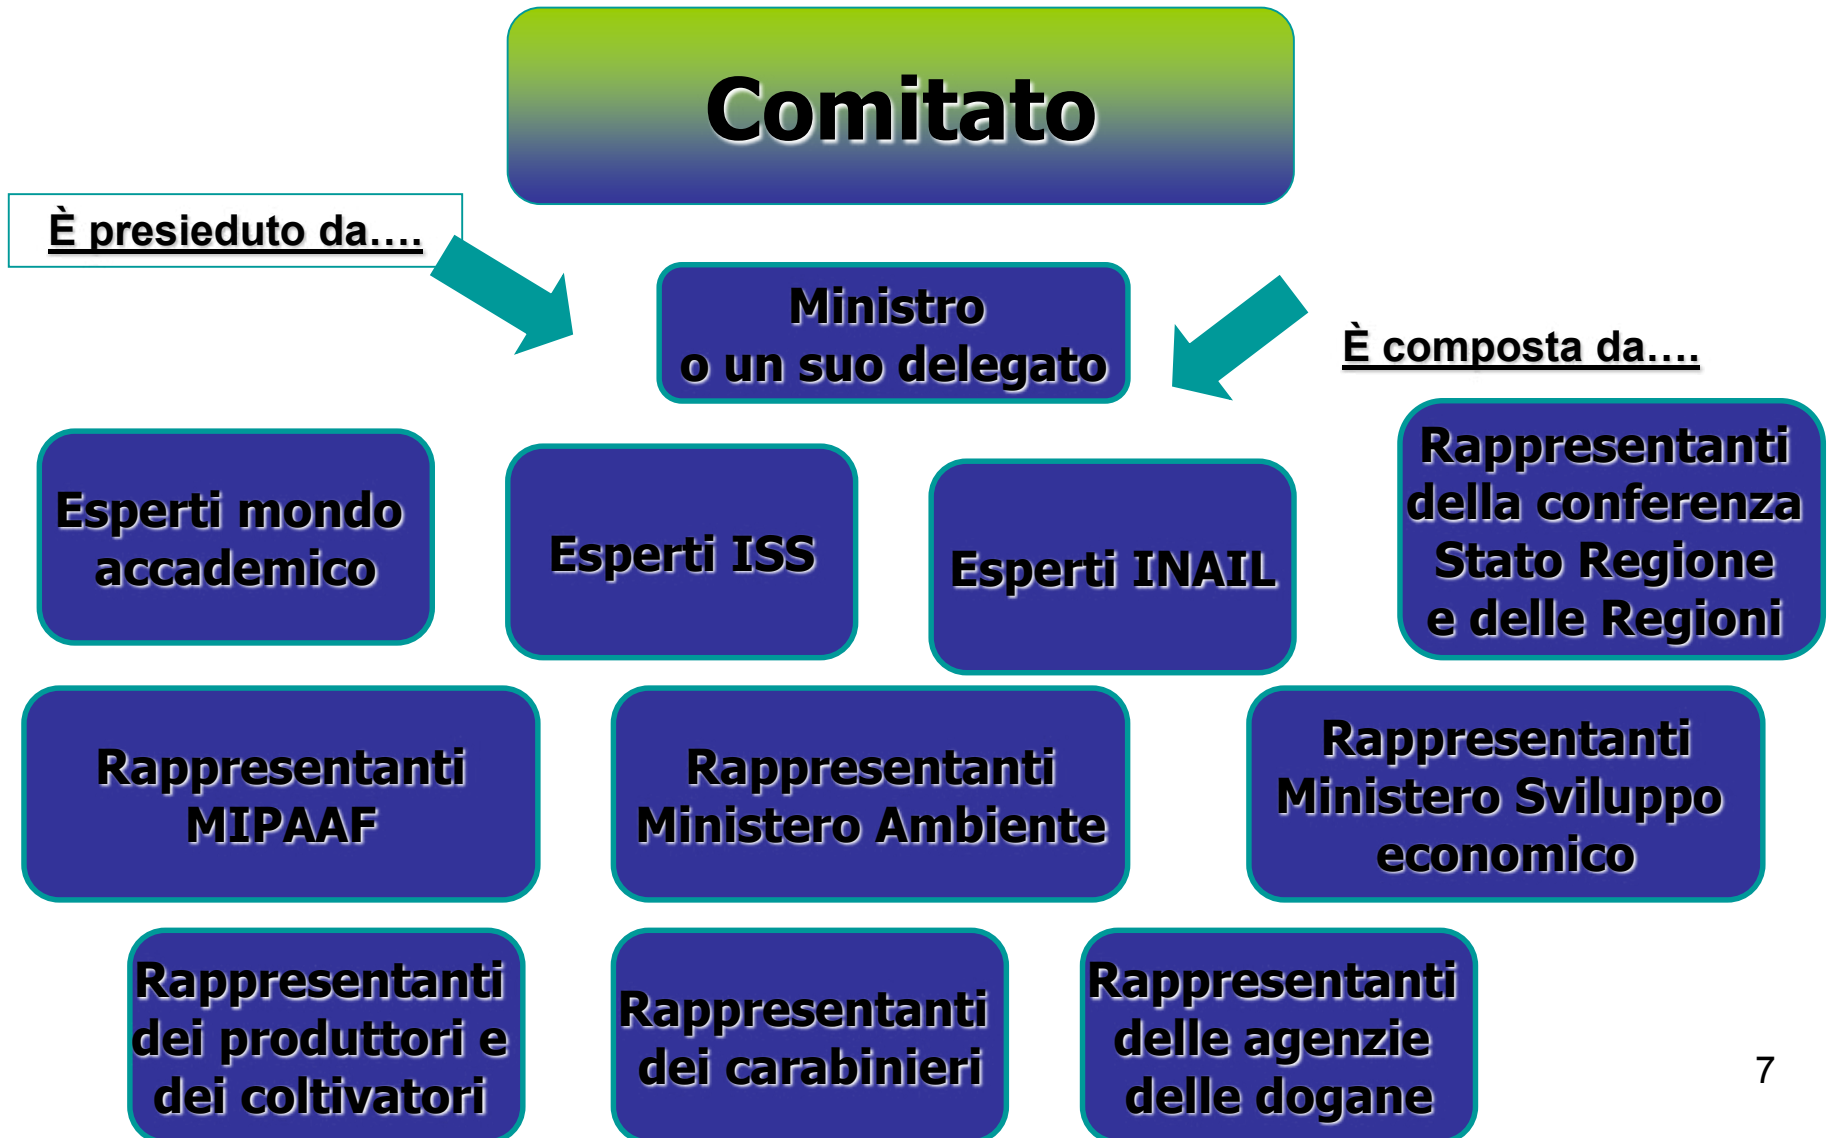 Comitato
È presieduto da....
Ministro
o un suo delegato
È composta da....
Esperti mondo
accademico
Esperti ISS
Esperti INAIL
Rappresentanti
della conferenza
Stato Regione
e delle Regioni
Rappresentanti
MIPAAF
Rappresentanti
Ministero Ambiente
Rappresentanti
Ministero Sviluppo
economico
Rappresentanti
dei produttori e
dei coltivatori
Rappresentanti
dei carabinieri
Rappresentanti
delle agenzie
delle dogane
7